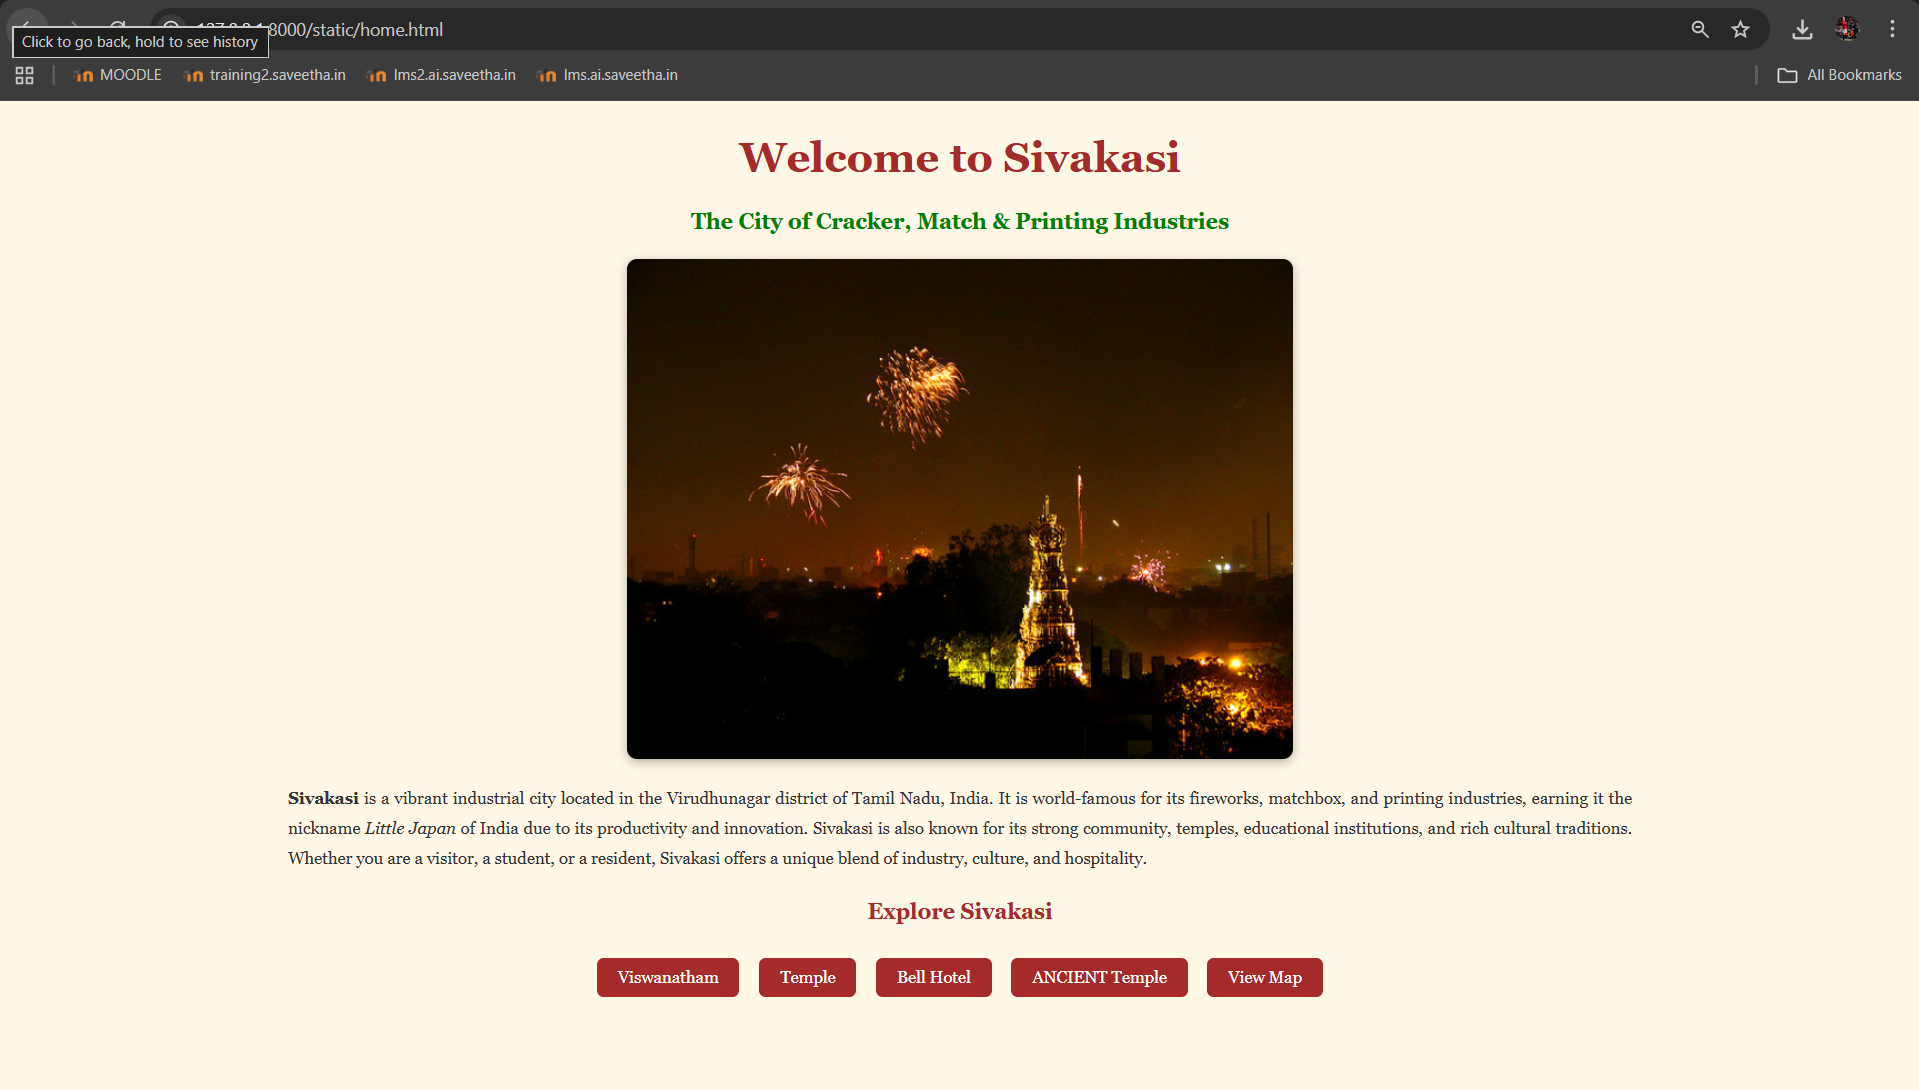 :8000/static/home.html
Click to go back, hold to see history
MOODLE
training2.saveetha.in
lms2.ai.saveetha.in
lms.ai.saveetha.in
All Bookmarks
Welcome to Sivakasi
The City of Cracker, Match & Printing Industries
Sivakasi is a vibrant industrial city located in the Virudhunagar district of Tamil Nadu, India. It is world-famous for its fireworks, matchbox, and printing industries, earning it the
nickname Little Japan of India due to its productivity and innovation. Sivakasi is also known for its strong community, temples, educational institutions, and rich cultural traditions.
Whether you are a visitor, a student, or a resident, Sivakasi offers a unique blend of industry, culture, and hospitality.
Explore Sivakasi
Viswanatham
Temple
Bell Hotel
ANCIENT Temple
View Map